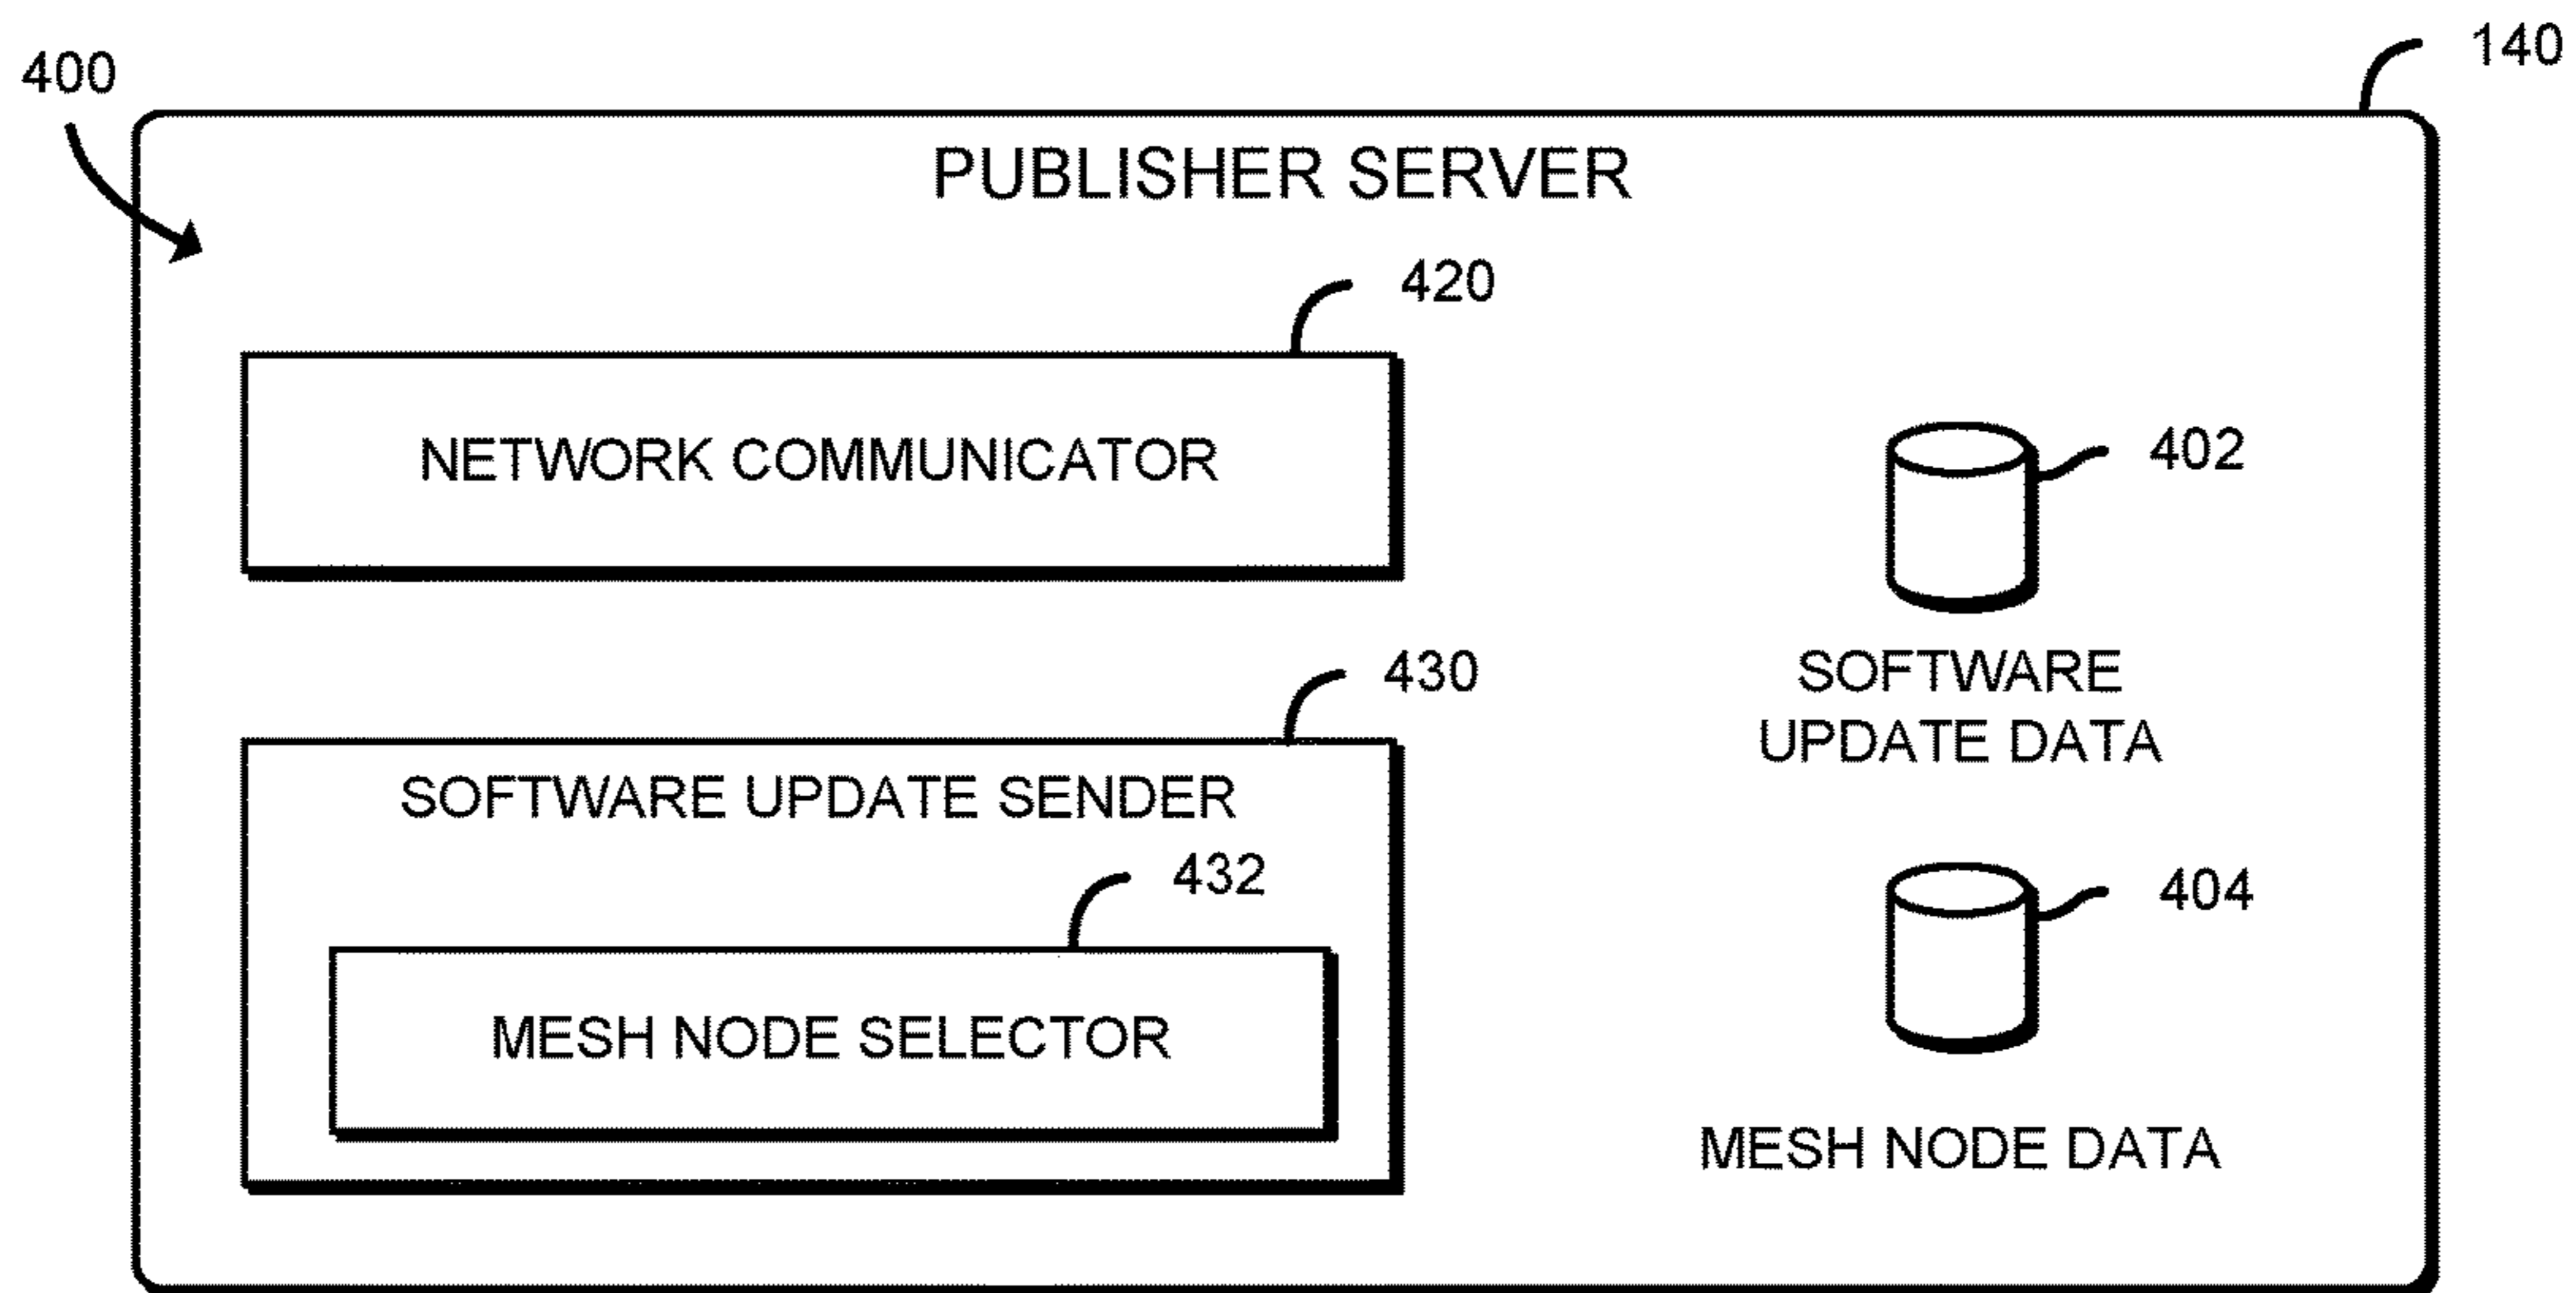 140
400
PUBLISHER SERVER
420
NETWORK COMMUNICATOR
402
SOFTWARE
UPDATE DATA
430
SOFTWARE UPDATE SENDER
432
MESH NODE SELECTOR
404
MESH NODE DATA